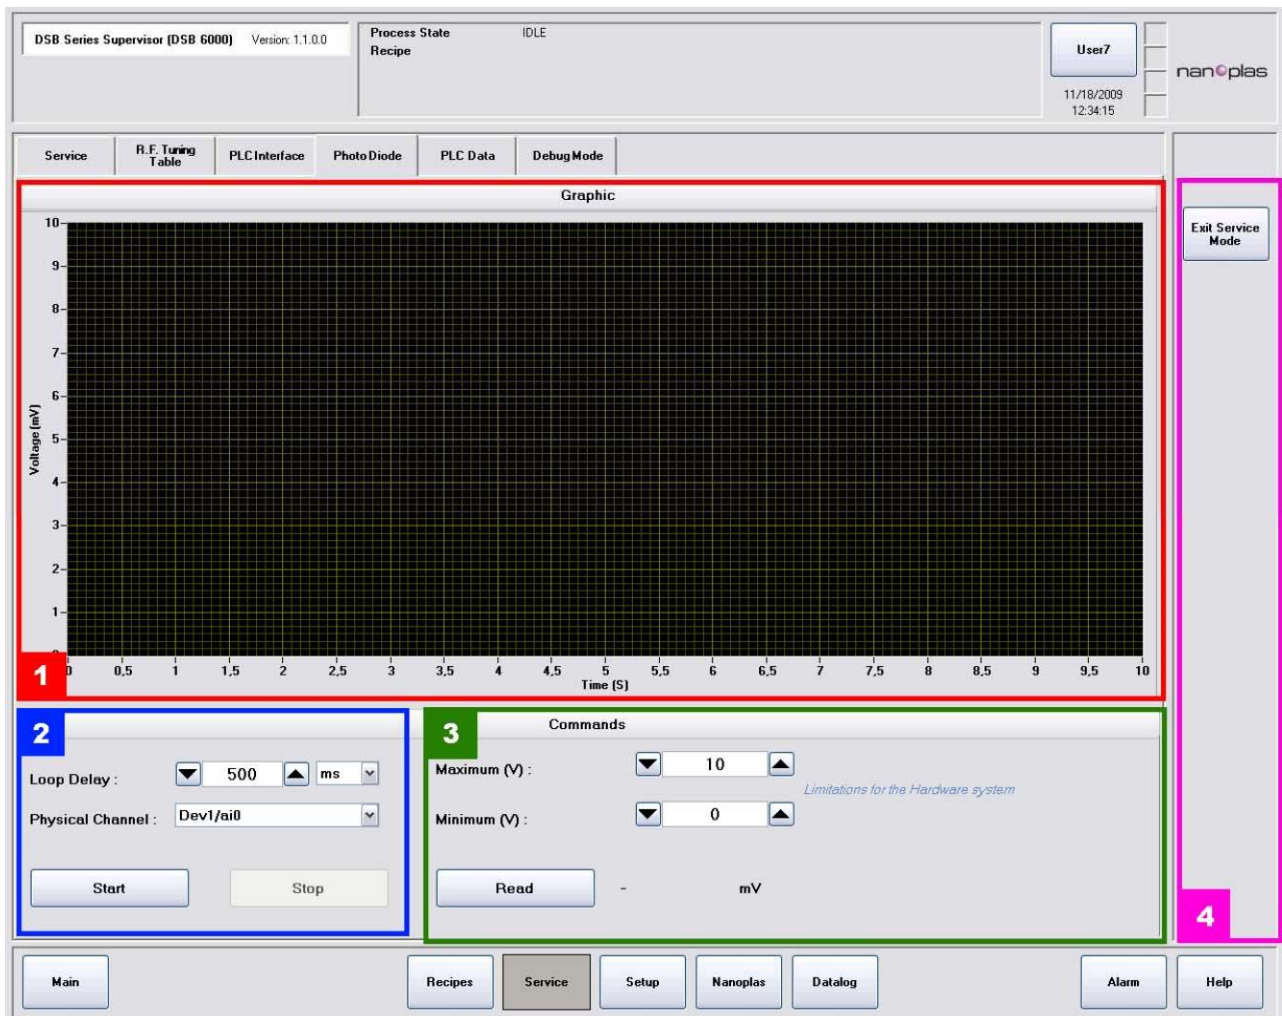 DSB Series Supervisor (DSB 6000) Version: 1.1.0.0
Process State IDLE
Recipe
User7
11/18/2009
12:34:15
nanoplas
Service
R.F. Tuning
Table
PLC Interface
Photo Diode
PLC Data
Debug Mode
Graphic
10
9
8
7
6
5
4
3
2
1
Voltage (mV)
0,5 1 1,5 2 2,5 3 3,5 4 4,5 5 5,5 6 6,5 7 7,5 8 8,5 9 9,5 10
Time (S)
1
Exit Service
Mode
2
Loop Delay : 500 ms
Physical Channel : Dev1/ai0
Start Stop
3
Commands
Maximum (V) : 10
Limitations for the Hardware system
Minimum (V) : 0
Read - mV
4
Main
Recipes
Service
Setup
Nanoplas
Datalog
Alarm
Help